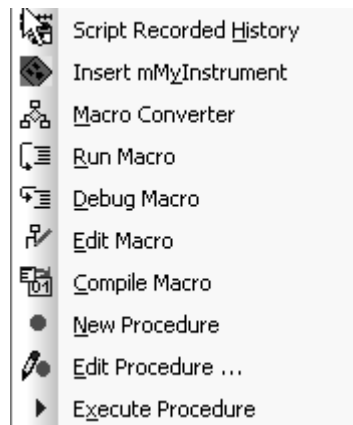 Script Recorded History
Insert mMyInstrument
Macro Converter
Run Macro
Debug Macro
Edit Macro
Compile Macro
New Procedure
Edit Procedure ...
Execute Procedure